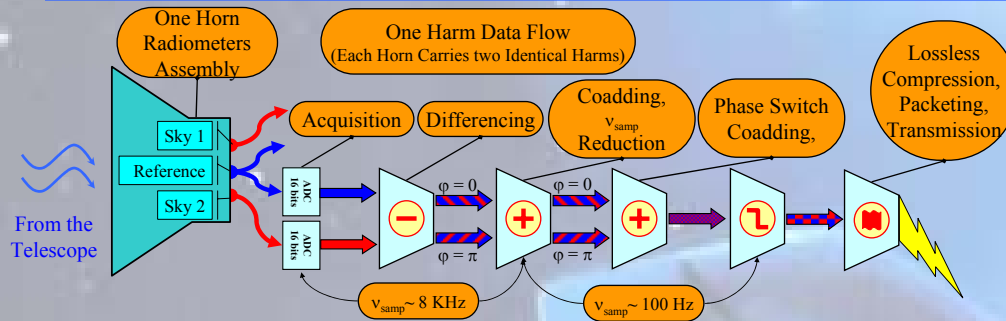 One Horn
Radiometers
Assembly
One Harm Data Flow
(Each Horn Carries two Identical Harms)
Lossless
Compression,
Packeting,
Transmission
Coadding,
νsamp
Reduction
Phase Switch
Coadding,
Acquisition
Differencing
Sky 1
Reference
Sky 2
From the
Telescope
ADC
16 bits
ADC
16 bits
φ = 0
φ = π
φ = 0
φ = π
νsamp~ 8 KHz
νsamp~ 100 Hz